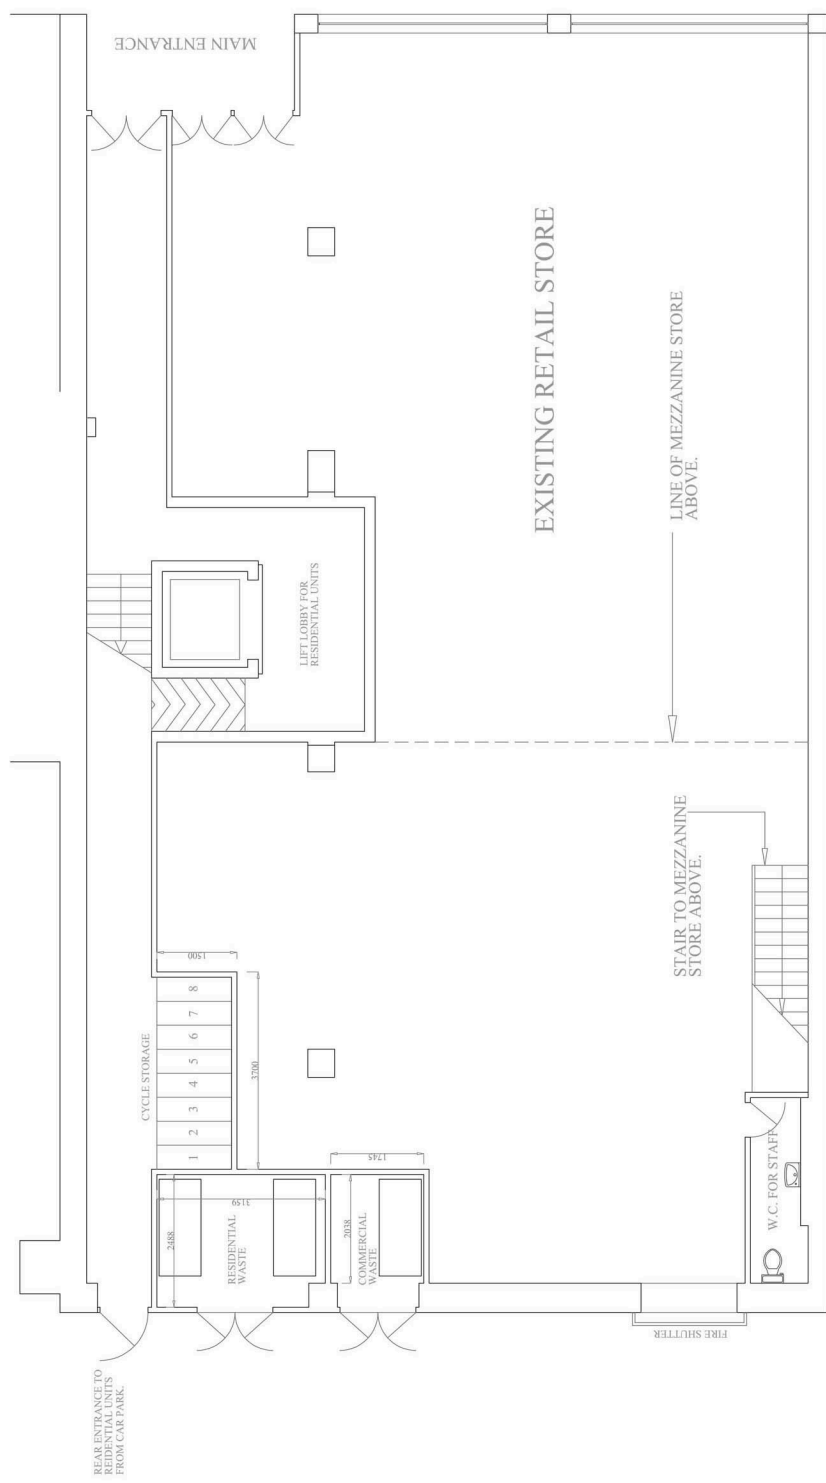 MAIN ENTRANCE
EXISTING RETAIL STORE
LINE OF MEZZANINE STORE
ABOVE.
LIFT LOBBY FOR
RESIDENTIAL UNITS
STAIR TO MEZZANINE
STORE ABOVE.
1500
CYCLE STORAGE
1 2 3 4 5 6 7 8
3700
1745
3159
2488
2038
RESIDENTIAL
WASTE
COMMERCIAL
WASTE
W.C. FOR STAFF
FIRE SHUTTER
REAR ENTRANCE TO
REIDENTIAL UNITS
FROM CAR PARK.